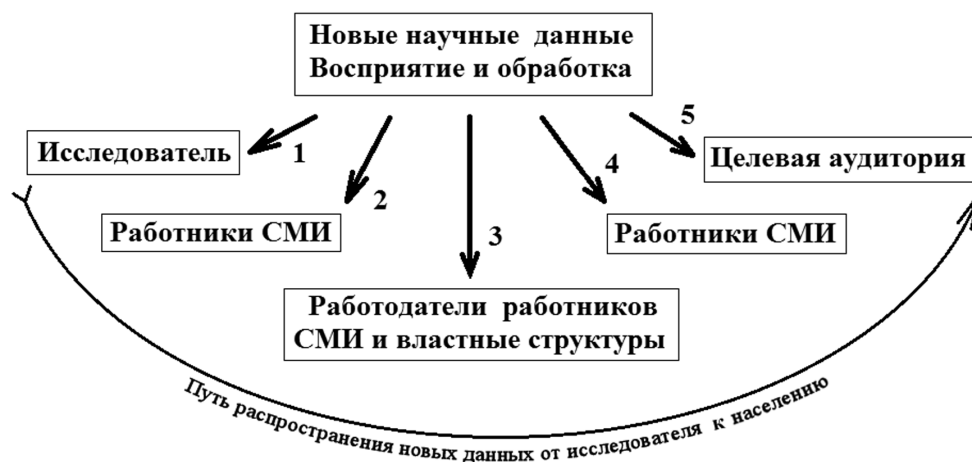 Новые научные данные
Восприятие и обработка
Исследователь
1
2
3
4
5
Целевая аудитория
Работники СМИ
Работники СМИ
Работодатели работников
СМИ и властные структуры
Путь распространения новых данных от исследователя к населению